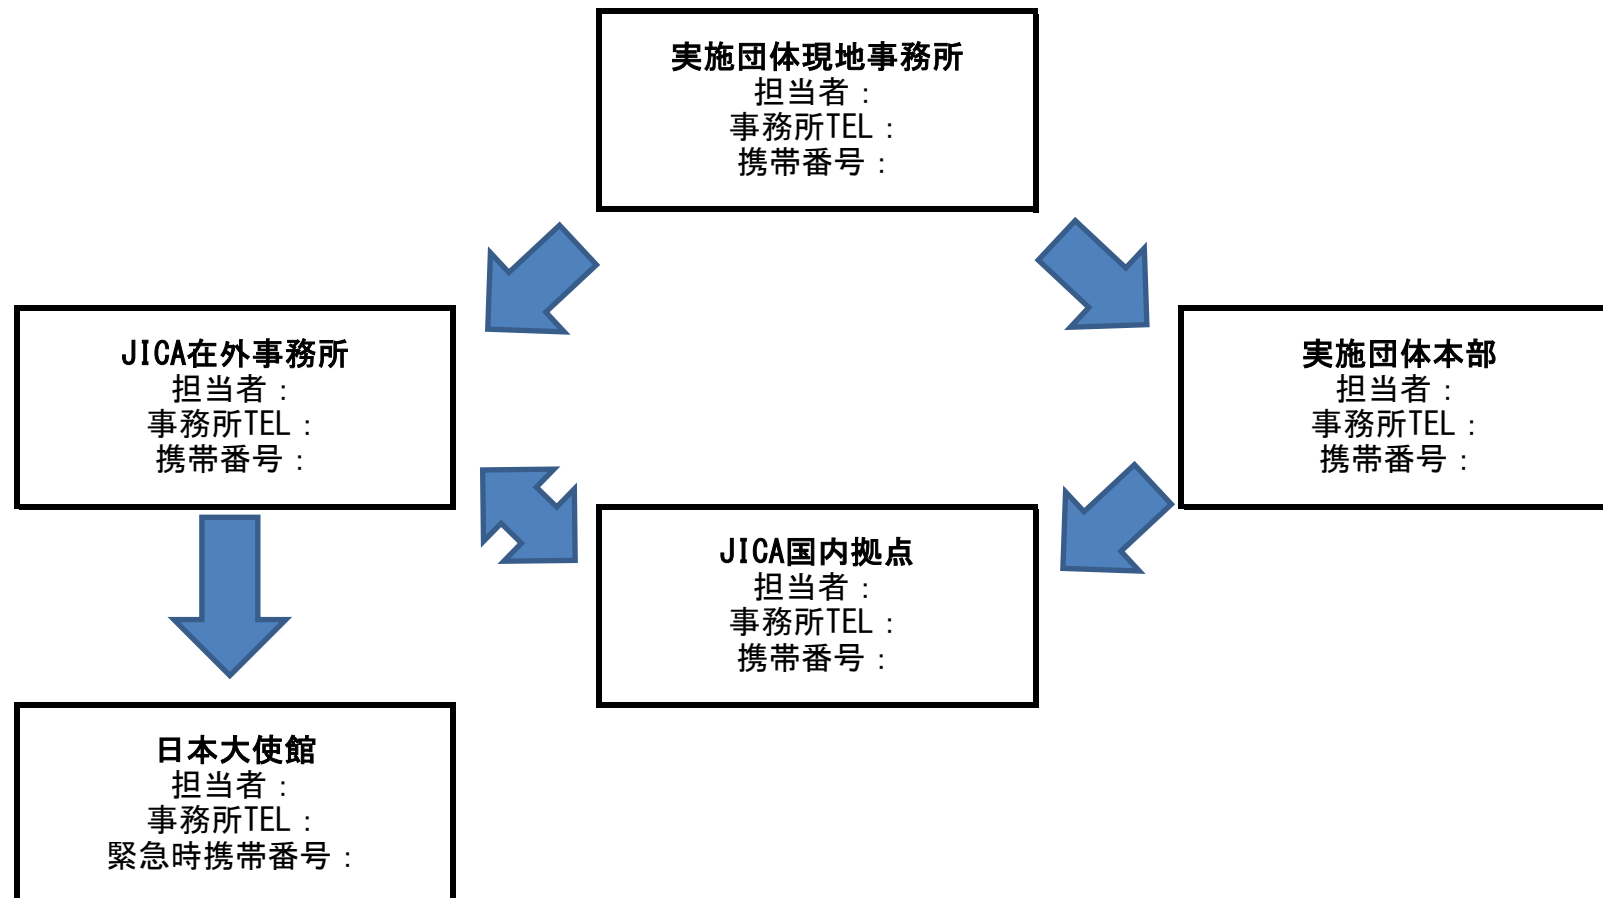 実施団体現地事務所
担当者：
事務所TEL：
携帯番号：
JICA在外事務所
担当者：
事務所TEL：
携帯番号：
実施団体本部
担当者：
事務所TEL：
携帯番号：
JICA国内拠点
担当者：
事務所TEL：
携帯番号：
日本大使館
担当者：
事務所TEL：
緊急時携帯番号：